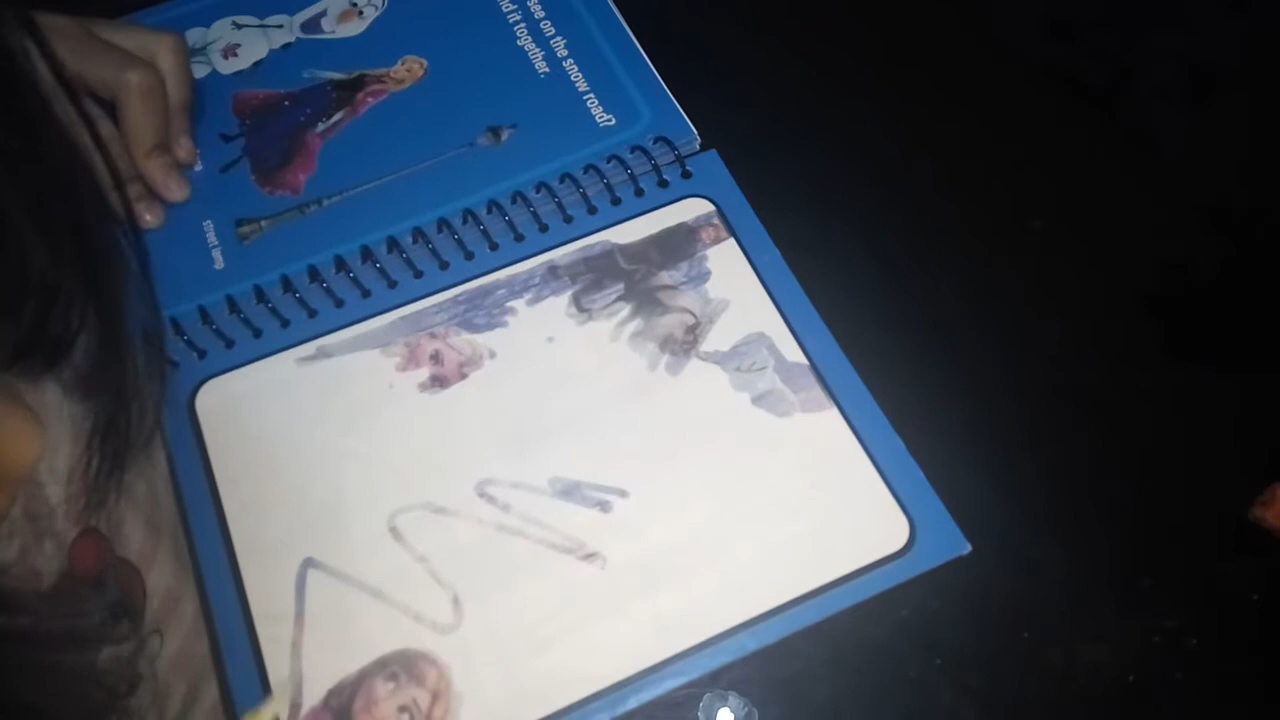 see on the snow road?
nd it together.
street lamp